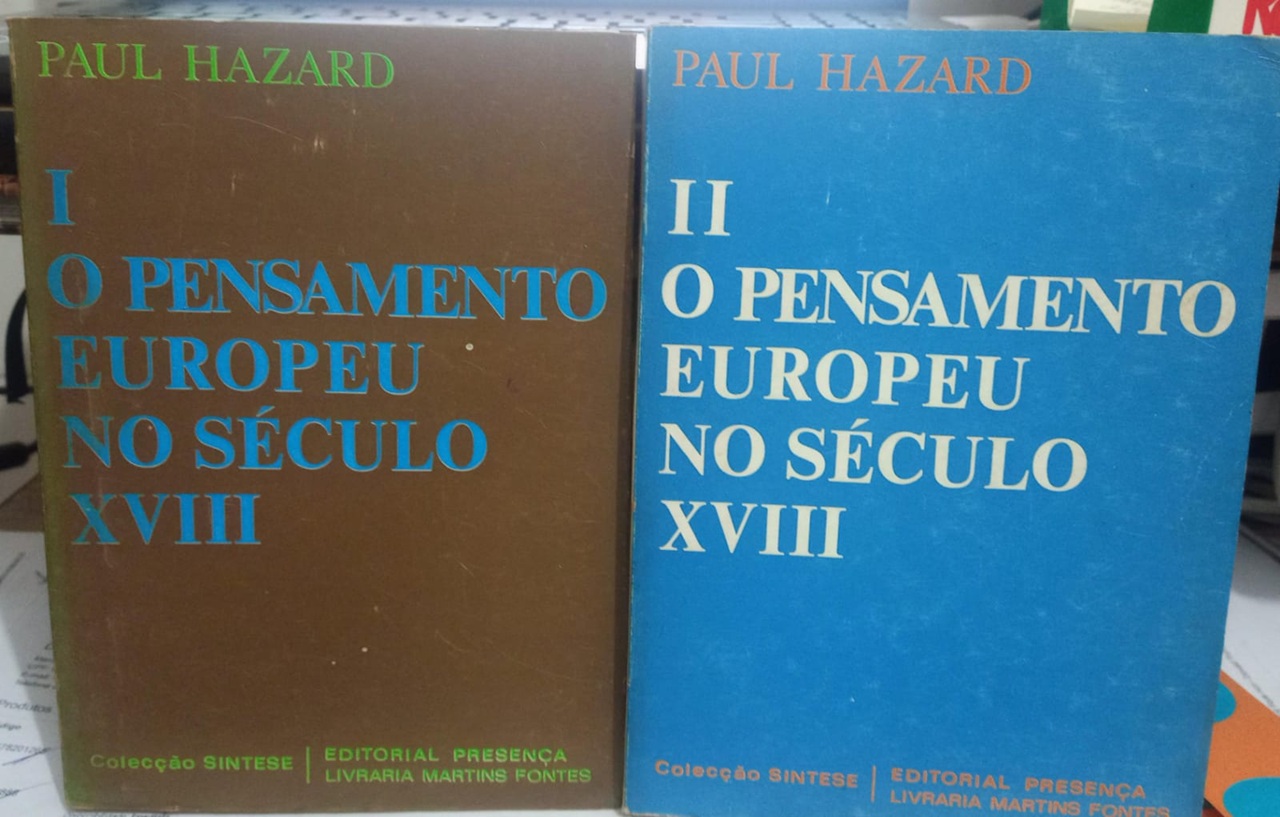 PAUL HAZARD
I
O PENSAMENTO
EUROPEU
NO SÉCULO
XVIII
Colecção SINTESE | EDITORIAL PRESENÇA
LIVRARIA MARTINS FONTES
PAUL HAZARD
II
O PENSAMENTO
EUROPEU
NO SÉCULO
XVIII
Colecção SINTESE | EDITORIAL PRESENÇA
LIVRARIA MARTINS FONTES
Produtos